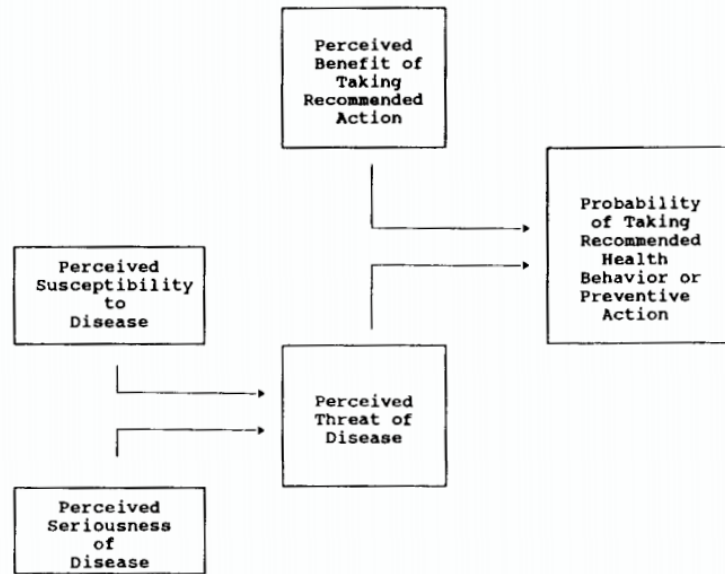 Perceived
Benefit of
Taking
Recommended
Action
Probability
of Taking
Recommended
Health
Behavior or
Preventive
Action
Perceived
Susceptibility
to
Disease
Perceived
Threat of
Disease
Perceived
Seriousness
of
Disease